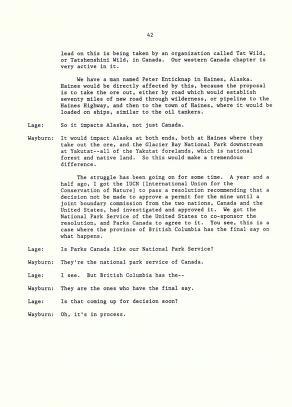 42
lead on this is being taken by an organization called Tat Wild,
or Tatshenshini Wild, in Canada. Our western Canada chapter is
very active in it.
We have a man named Peter Enticknap in Haines, Alaska.
Haines would be directly affected by this, because the proposal
is to take the ore out, either by road which would establish
seventy miles of new road through wilderness, or pipeline to the
Haines Highway, and then to the town of Haines, where it would be
loaded on ships, similar to the oil tankers.
Lage: So it impacts Alaska, not just Canada.
Wayburn: It would impact Alaska at both ends, both at Haines where they
take out the ore, and the Glacier Bay National Park downstream
at Yakutat--all of the Yakutat forelands, which is national
forest and native land. So this would make a tremendous
difference.
The struggle has been going on for some time. A year and a
half ago, I got the IUCN [International Union for the
Conservation of Nature] to pass a resolution recommending that a
decision not be made to approve a permit for the mine until a
joint boundary commission from the two nations, Canada and the
United States, had investigated and approved it. We got the
National Park Service of the United States to co-sponsor the
resolution, and Parks Canada to agree to it. You see, this is a
case where the province of British Columbia has the final say on
what happens.
Lage: Is Parks Canada like our National Park Service?
Wayburn: They're the national park service of Canada.
Lage: I see. But British Columbia has the--
Wayburn: They are the ones who have the final say.
Lage: Is that coming up for decision soon?
Wayburn: Oh, it's in process.